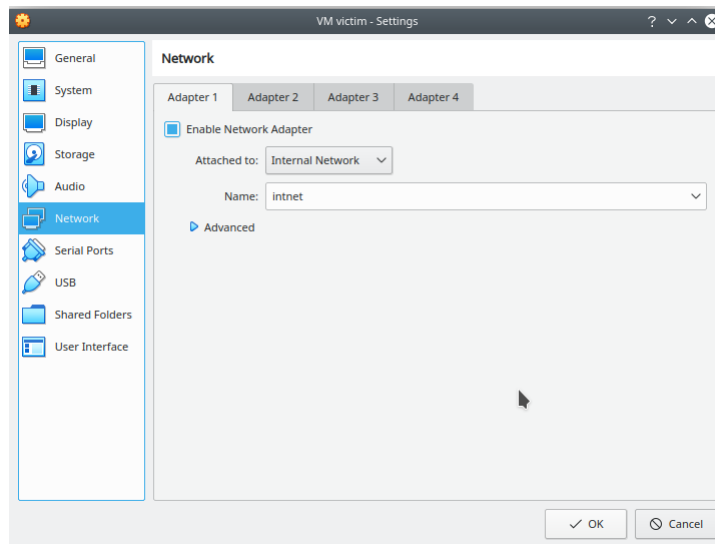 VM victim - Settings
General
System
Display
Storage
Audio
Network
Serial Ports
USB
Shared Folders
User Interface
Network
Adapter 1 Adapter 2 Adapter 3 Adapter 4
Enable Network Adapter
Attached to: Internal Network
Name: intnet
Advanced
OK Cancel